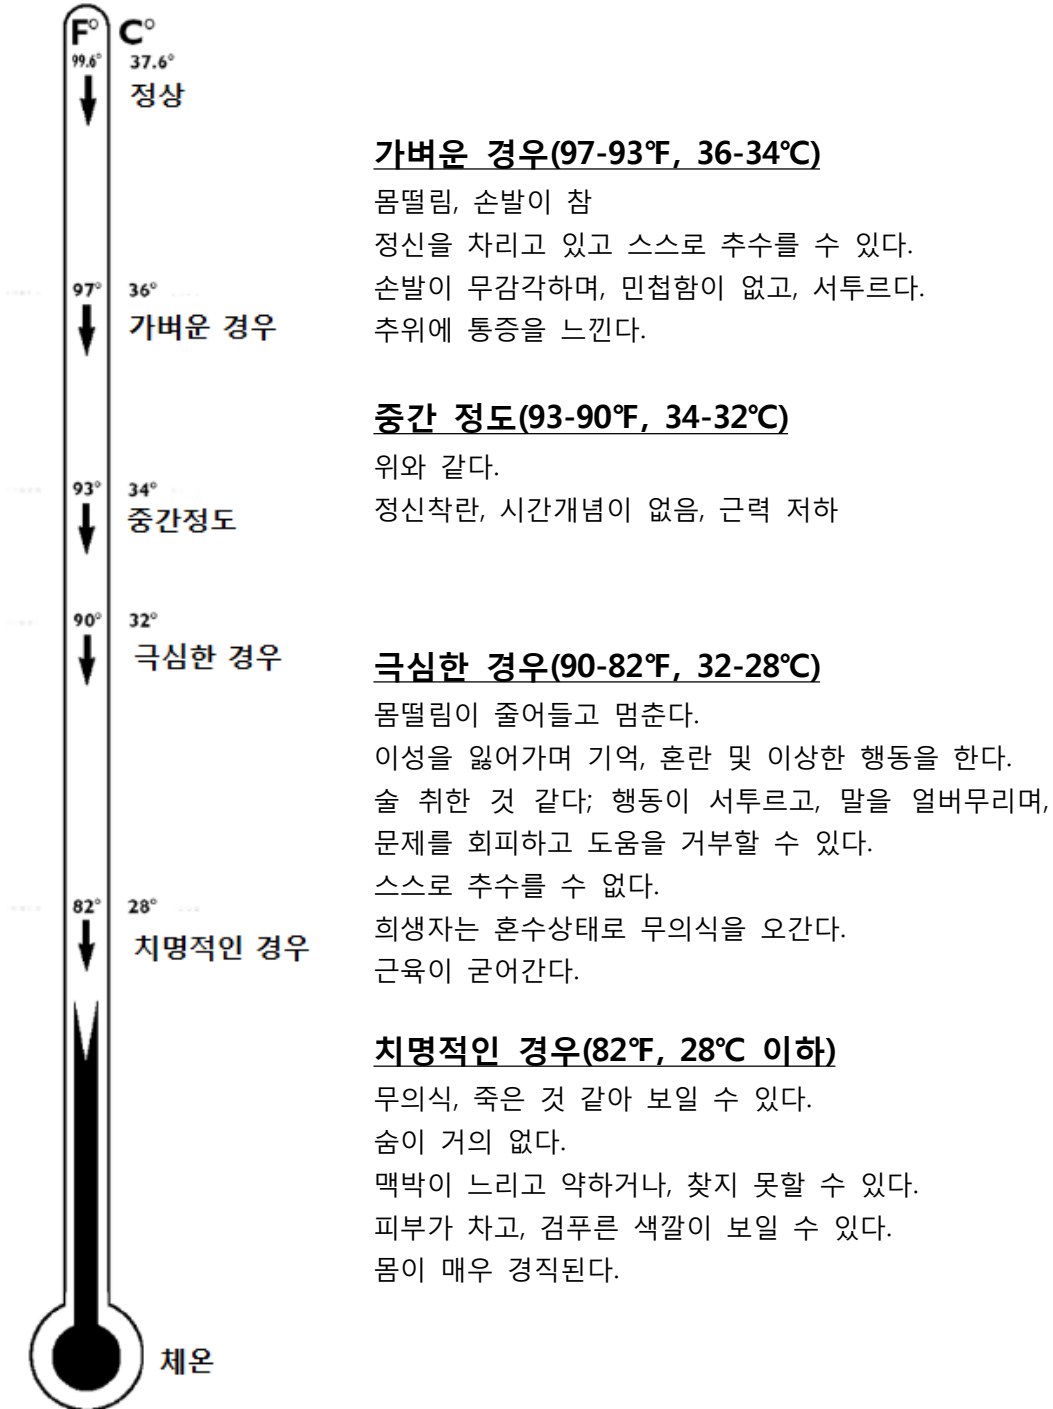 F° C°
99.6° 37.6°
정상
가벼운 경우(97-93℉, 36-34℃)
몸떨림, 손발이 참
정신을 차리고 있고 스스로 추수를 수 있다.
손발이 무감각하며, 민첩함이 없고, 서투르다.
추위에 통증을 느낀다.
97° 36°
가벼운 경우
중간 정도(93-90℉, 34-32℃)
위와 같다.
정신착란, 시간개념이 없음, 근력 저하
93° 34°
중간정도
90° 32°
극심한 경우
극심한 경우(90-82℉, 32-28℃)
몸떨림이 줄어들고 멈춘다.
이성을 잃어가며 기억, 혼란 및 이상한 행동을 한다.
술 취한 것 같다; 행동이 서투르고, 말을 얼버무리며,
문제를 회피하고 도움을 거부할 수 있다.
스스로 추수를 수 없다.
희생자는 혼수상태로 무의식을 오간다.
근육이 굳어간다.
82° 28°
치명적인 경우
치명적인 경우(82℉, 28℃ 이하)
무의식, 죽은 것 같아 보일 수 있다.
숨이 거의 없다.
맥박이 느리고 약하거나, 찾지 못할 수 있다.
피부가 차고, 검푸른 색깔이 보일 수 있다.
몸이 매우 경직된다.
체온